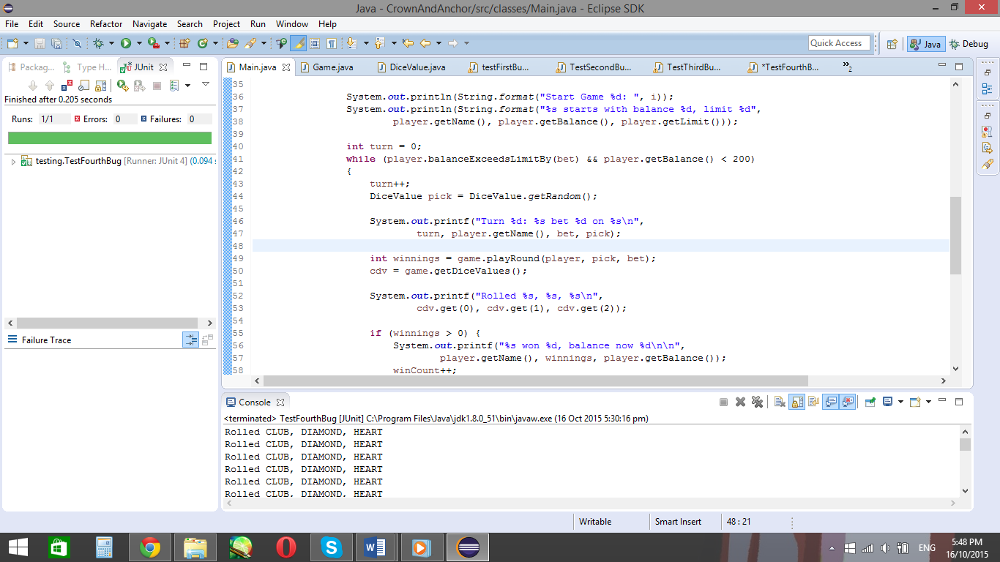 Java - CrownAndAnchor/src/classes/Main.java - Eclipse SDK
File Edit Source Refactor Navigate Search Project Run Window Help
Quick Access Java Debug
Packag... Type H... JUnit
Main.java Game.java DiceValue.java testFirstBu... TestSecondBu... TestThirdBu... *TestFourthB... »2
Finished after 0.205 seconds
Runs: 1/1 Errors: 0 Failures: 0
testing.TestFourthBug [Runner: JUnit 4] (0.094 s
Failure Trace
35
36 System.out.println(String.format("Start Game %d: ", i));
37 System.out.println(String.format("%s starts with balance %d, limit %d",
38 player.getName(), player.getBalance(), player.getLimit()));
39
40 int turn = 0;
41 while (player.balanceExceedsLimitBy(bet) && player.getBalance() < 200)
42 {
43 turn++;
44 DiceValue pick = DiceValue.getRandom();
45
46 System.out.printf("Turn %d: %s bet %d on %s\n",
47 turn, player.getName(), bet, pick);
48
49 int winnings = game.playRound(player, pick, bet);
50 cdv = game.getDiceValues();
51
52 System.out.printf("Rolled %s, %s, %s\n",
53 cdv.get(0), cdv.get(1), cdv.get(2));
54
55 if (winnings > 0) {
56 System.out.printf("%s won %d, balance now %d\n\n",
57 player.getName(), winnings, player.getBalance());
58 winCount++;
Console
<terminated> TestFourthBug [JUnit] C:\Program Files\Java\jdk1.8.0_51\bin\javaw.exe (16 Oct 2015 5:30:16 pm)
Rolled CLUB, DIAMOND, HEART
Rolled CLUB, DIAMOND, HEART
Rolled CLUB, DIAMOND, HEART
Rolled CLUB, DIAMOND, HEART
Rolled CLUB, DIAMOND, HEART
Rolled CLUB, DIAMOND, HEART
Writable Smart Insert 48 : 21
ENG 5:48 PM
16/10/2015